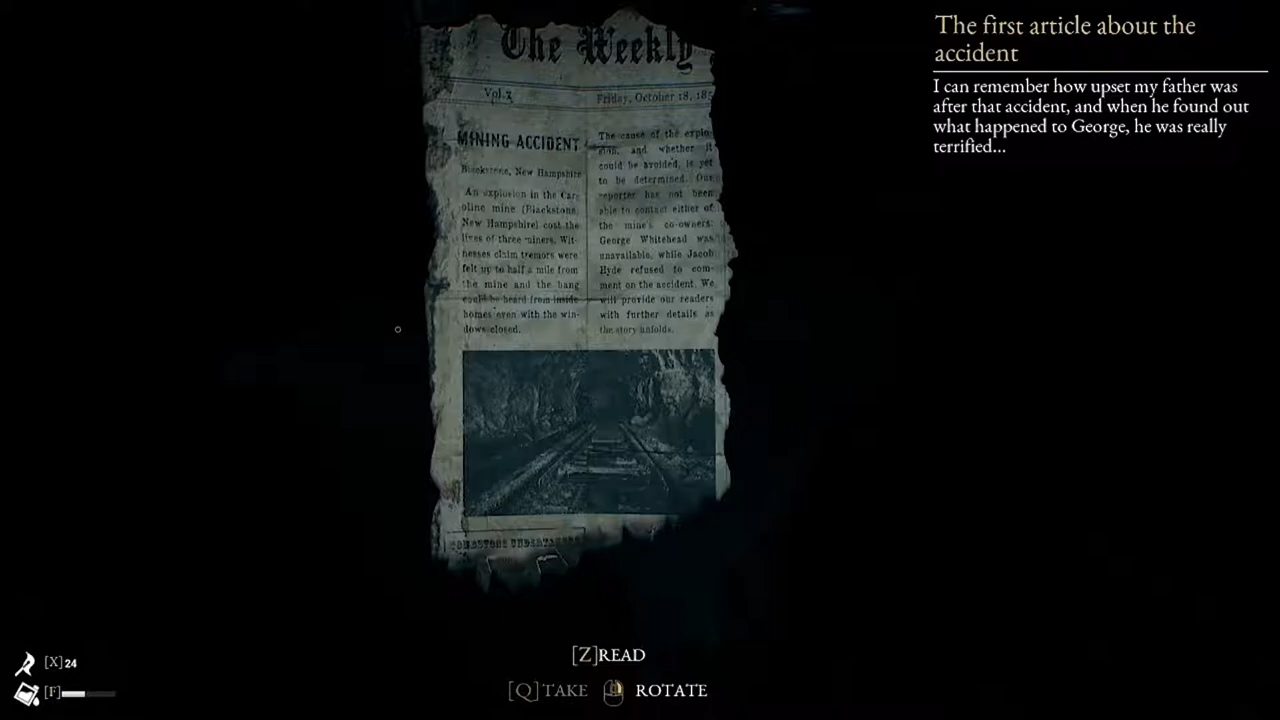 The Weekly
Vol.3
Friday, October 18, 185
MINING ACCIDENT
Blackstone, New Hampshire
An explosion in the Car-
oline mine (Blackstone,
New Hampshire) cost the
lives of three miners. Wit-
nesses claim tremors were
felt up to half a mile from
the mine and the bang
could be heard from inside
homes even with the win-
dows closed.
The cause of the explo-
sion, and whether it
could be avoided, is yet
to be determined. Our
reporter has not been
able to contact either of
the mine's co-owners:
George Whitehead was
unavailable, while Jacob
Hyde refused to com-
ment on the accident. We
will provide our readers
with further details as
the story unfolds.
The first article about the
accident
I can remember how upset my father was
after that accident, and when he found out
what happened to George, he was really
terrified...
[Z]READ
[Q]TAKE
ROTATE
[X]24
[F]